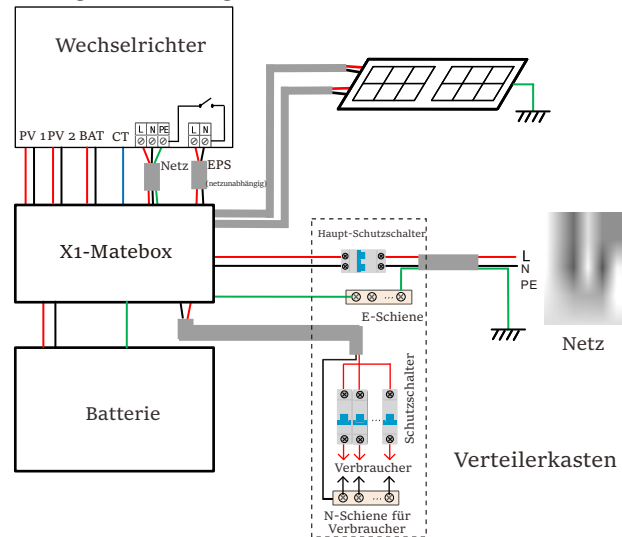 Wechselrichter
PV 1 PV 2 BAT CT
L N PE
L N
Netz
EPS
(netzunabhängig)
X1-Matebox
Haupt-Schutzschalter
L
N
PE
E-Schiene
Netz
Batterie
Schutzschalter
Verbraucher
Verteilerkasten
N-Schiene für
Verbraucher